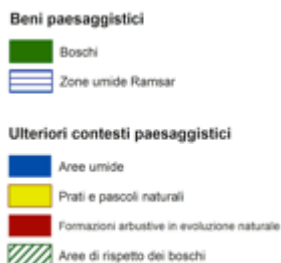 Beni paesaggistici
Boschi
Zone umide Ramsar
Ulteriori contesti paesaggistici
Aree umide
Prati e pascoli naturali
Formazioni arbustive in evoluzione naturale
Aree di rispetto dei boschi